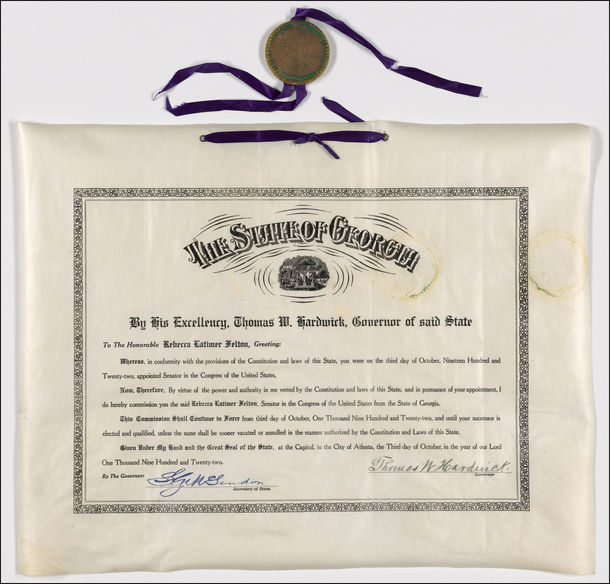 THE STATE OF GEORGIA
By His Excellency, Thomas W. Hardwick, Governor of said State
To The Honorable Rebecca Latimer Felton, Greeting:
Whereas, in conformity with the provisions of the Constitution and laws of this State, you were on the third day of October, Nineteen Hundred and
Twenty-two, appointed Senator in the Congress of the United States.
Now, Therefore, By virtue of the power and authority in me vested by the Constitution and laws of this State, and in pursuance of your appointment, I
do hereby commission you the said Rebecca Latimer Felton, Senator in the Congress of the United States from the State of Georgia.
This Commission Shall Continue in Force from third day of October, One Thousand Nine Hundred and Twenty-two, and until your successor is
elected and qualified, unless the same shall be sooner vacated or annulled in the manner authorized by the Constitution and Laws of this State.
Given Under My Hand and the Great Seal of the State, at the Capitol, in the City of Atlanta, the Third day of October, in the year of our Lord
One Thousand Nine Hundred and Twenty-two.
Thomas W Hardwick
Governor
By The Governor:
Secretary of State.